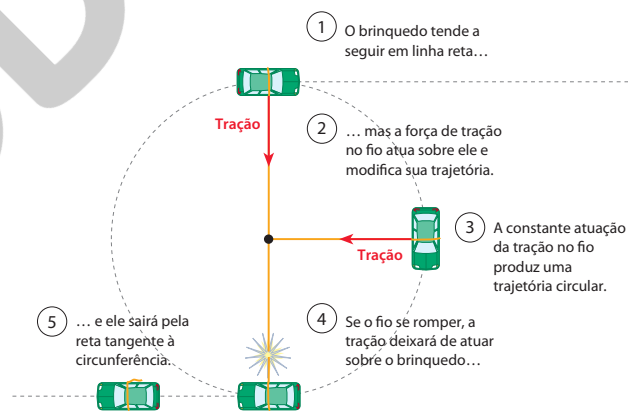 1
O brinquedo tende a
seguir em linha reta…
Tração
2
… mas a força de tração
no fio atua sobre ele e
modifica sua trajetória.
3
A constante atuação
da tração no fio
produz uma
trajetória circular.
Tração
4
Se o fio se romper, a
tração deixará de atuar
sobre o brinquedo…
5
… e ele sairá pela
reta tangente à
circunferência.